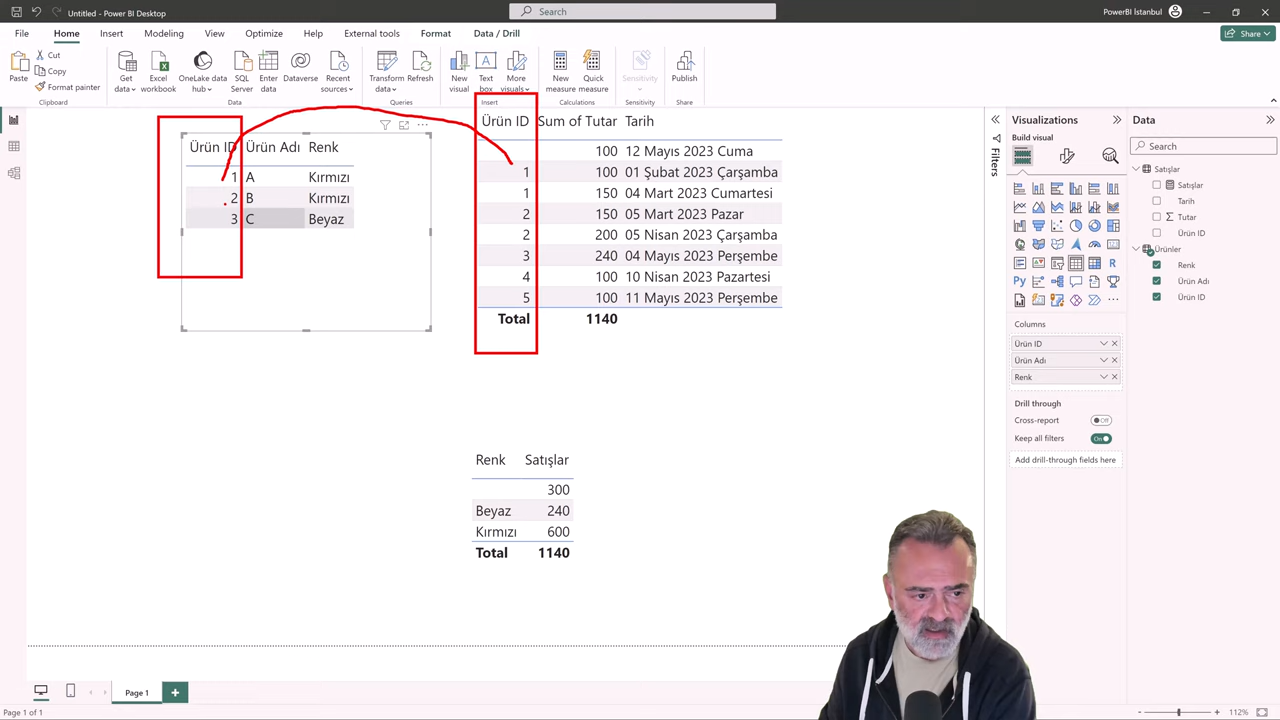 Untitled - Power BI Desktop
Search
PowerBI İstanbul
File
Home
Insert
Modeling
View
Optimize
Help
External tools
Format
Data / Drill
Share
Paste
Cut
Copy
Format painter
Clipboard
Get data
Excel workbook
OneLake data hub
SQL Server
Enter data
Dataverse
Recent sources
Data
Transform data
Refresh
Queries
New visual
Text box
More visuals
Insert
New measure
Quick measure
Calculations
Sensitivity
Sensitivity
Publish
Share
Ürün ID Ürün Adı Renk
1 A Kırmızı
2 B Kırmızı
3 C Beyaz
Ürün ID Sum of Tutar Tarih
100 12 Mayıs 2023 Cuma
1 100 01 Şubat 2023 Çarşamba
1 150 04 Mart 2023 Cumartesi
2 150 05 Mart 2023 Pazar
2 200 05 Nisan 2023 Çarşamba
3 240 04 Mayıs 2023 Perşembe
4 100 10 Nisan 2023 Pazartesi
5 100 11 Mayıs 2023 Perşembe
Total 1140
Renk Satışlar
300
Beyaz 240
Kırmızı 600
Total 1140
Filters
Visualizations
Build visual
Columns
Ürün ID
Ürün Adı
Renk
Drill through
Cross-report
Off
Keep all filters
On
Add drill-through fields here
Data
Search
Satışlar
Satışlar
Tarih
Tutar
Ürün ID
Ürünler
Renk
Ürün Adı
Ürün ID
Page 1
Page 1 of 1
112%